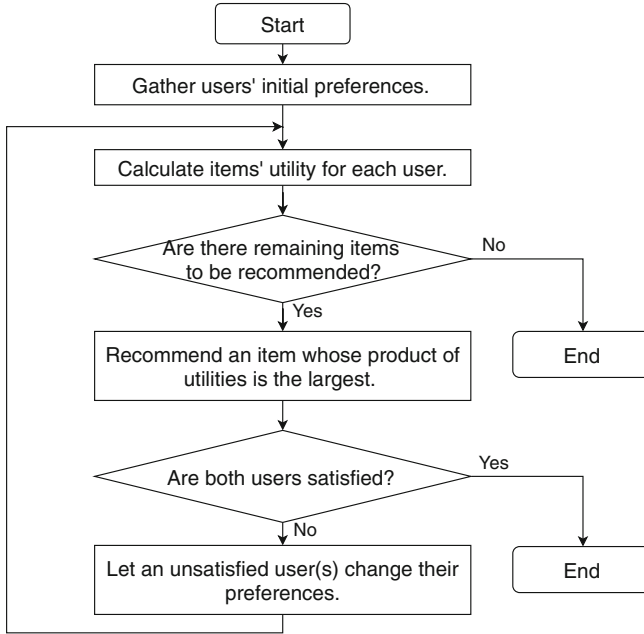 Start
Gather users' initial preferences.
Calculate items' utility for each user.
Are there remaining items
to be recommended?
No
Yes
Recommend an item whose product of
utilities is the largest.
End
Are both users satisfied?
Yes
No
Let an unsatisfied user(s) change their
preferences.
End